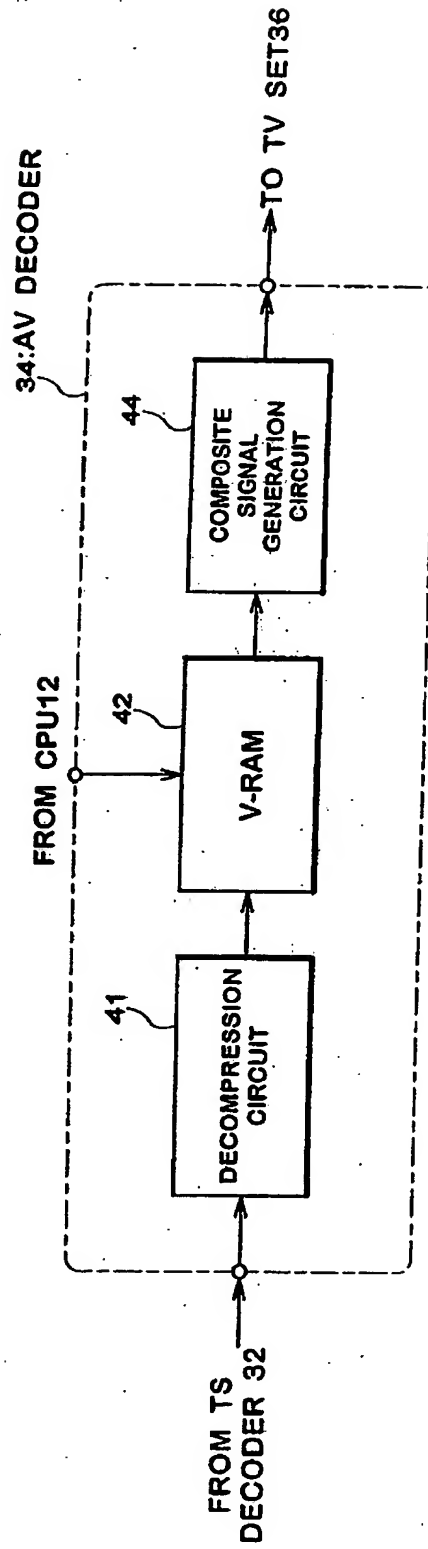 34:AV DECODER
FROM CPU12
41
DECOMPRESSION
CIRCUIT
42
V-RAM
44
COMPOSITE
SIGNAL
GENERATION
CIRCUIT
FROM TS
DECODER 32
TO TV SET36